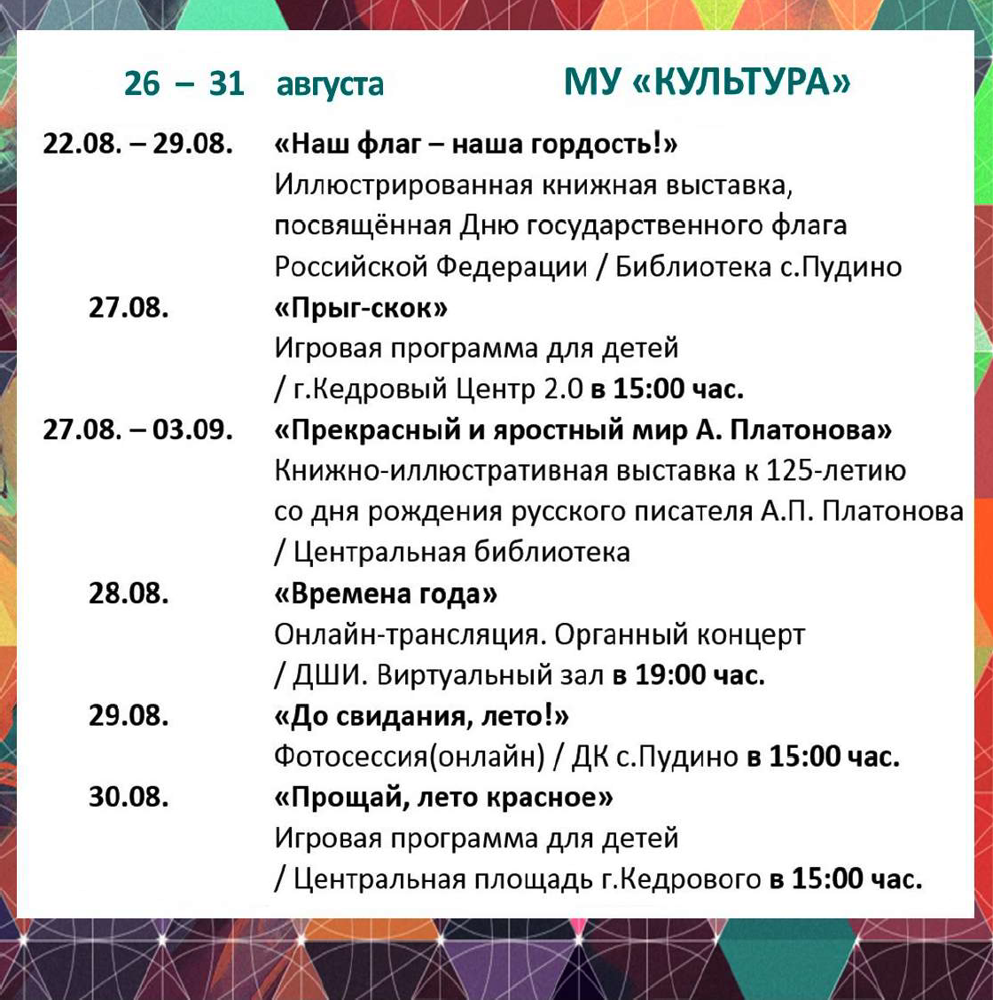 26 – 31 августа МУ «КУЛЬТУРА»
22.08. – 29.08. «Наш флаг – наша гордость!»
Иллюстрированная книжная выставка,
посвящённая Дню государственного флага
Российской Федерации / Библиотека с.Пудино
27.08. «Прыг-скок»
Игровая программа для детей
/ г.Кедровый Центр 2.0 в 15:00 час.
27.08. – 03.09. «Прекрасный и яростный мир А. Платонова»
Книжно-иллюстративная выставка к 125-летию
со дня рождения русского писателя А.П. Платонова
/ Центральная библиотека
28.08. «Времена года»
Онлайн-трансляция. Органный концерт
/ ДШИ. Виртуальный зал в 19:00 час.
29.08. «До свидания, лето!»
Фотосессия(онлайн) / ДК с.Пудино в 15:00 час.
30.08. «Прощай, лето красное»
Игровая программа для детей
/ Центральная площадь г.Кедрового в 15:00 час.